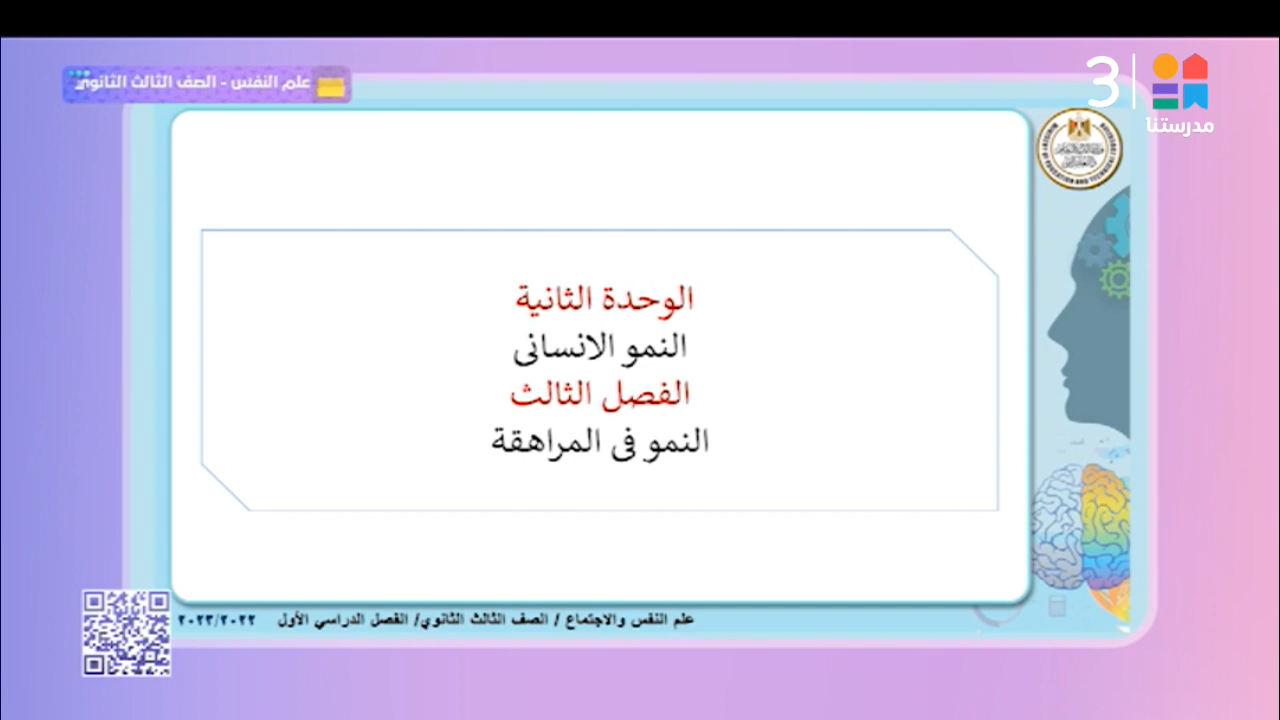 علم النفس - الصف الثالث الثانوي
3
مدرستنا
الوحدة الثانية
النمو الانسانى
الفصل الثالث
النمو فى المراهقة
علم النفس والاجتماع / الصف الثالث الثانوي/ الفصل الدراسي الأول ٢٠٢٣/٢٠٢٢